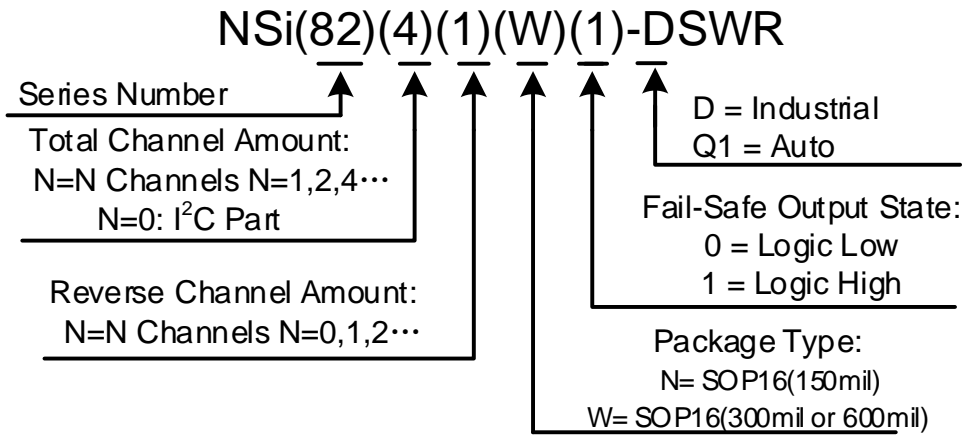 NSi(82)(4)(1)(W)(1)-DSWR
Series Number
Total Channel Amount:
N=N Channels N=1,2,4···
N=0: I²C Part
Reverse Channel Amount:
N=N Channels N=0,1,2···
D = Industrial
Q1 = Auto
Fail-Safe Output State:
0 = Logic Low
1 = Logic High
Package Type:
N= SOP16(150mil)
W= SOP16(300mil or 600mil)